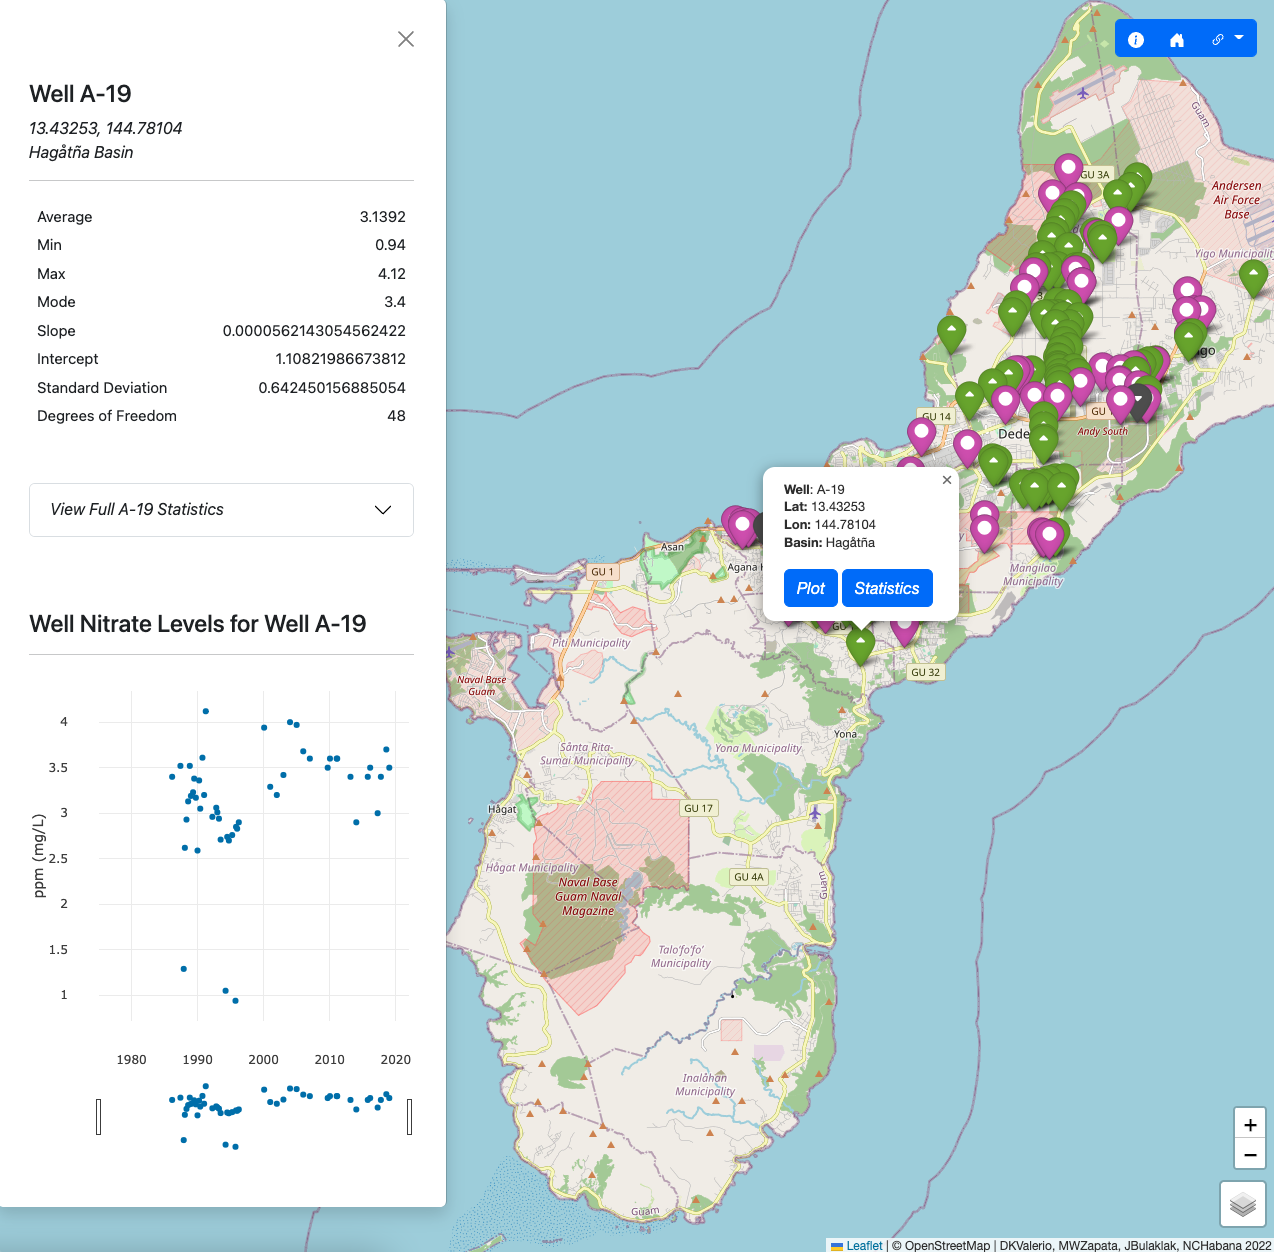 Well A-19
13.43253, 144.78104
Hagåtña Basin
Average 3.1392
Min 0.94
Max 4.12
Mode 3.4
Slope 0.0000562143054562422
Intercept 1.10821986673812
Standard Deviation 0.642450156885054
Degrees of Freedom 48
View Full A-19 Statistics
Well Nitrate Levels for Well A-19
ppm (mg/L)
4
3.5
3
2.5
2
1.5
1
1980 1990 2000 2010 2020
Guam
GU 3A
Andersen
Air Force
Base
Yigo Municipality
GU 14
Andy South
Well: A-19
Lat: 13.43253
Lon: 144.78104
Basin: Hagåtña
Plot Statistics
Asan
GU 1
Agana
Mangilao
Municipality
Piti Municipality
GU 32
Naval Base
Guam
Yona
Yona Municipality
Sånta Rita-
Sumai Municipality
Hågat
GU 17
Hågat Municipality
GU 4A
Guam
Naval Base
Guam Naval
Magazine
Talo'fo'fo'
Municipality
Inalåhan
Municipality
Guam
+
−
Leaflet | © OpenStreetMap | DKValerio, MWZapata, JBulaklak, NCHabana 2022